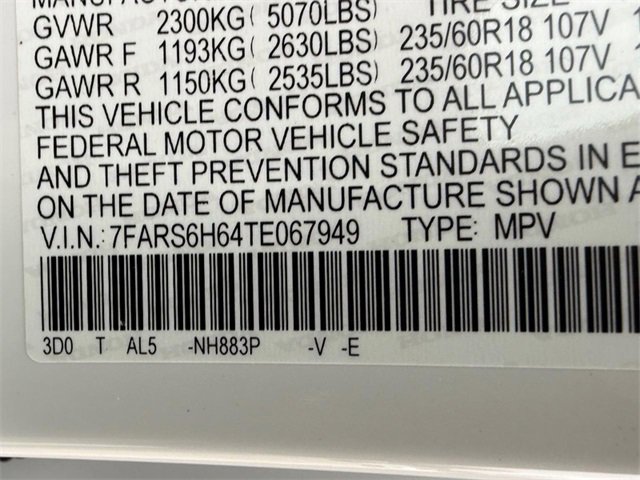 MANUFACTUR
TIRE SIZE
GVWR 2300KG( 5070LBS)
GAWR F 1193KG( 2630LBS) 235/60R18 107V
GAWR R 1150KG( 2535LBS) 235/60R18 107V
THIS VEHICLE CONFORMS TO ALL APPLICA
FEDERAL MOTOR VEHICLE SAFETY
AND THEFT PREVENTION STANDARDS IN E
ON THE DATE OF MANUFACTURE SHOWN A
V.I.N.: 7FARS6H64TE067949 TYPE: MPV
3D0 T AL5 -NH883P -V -E